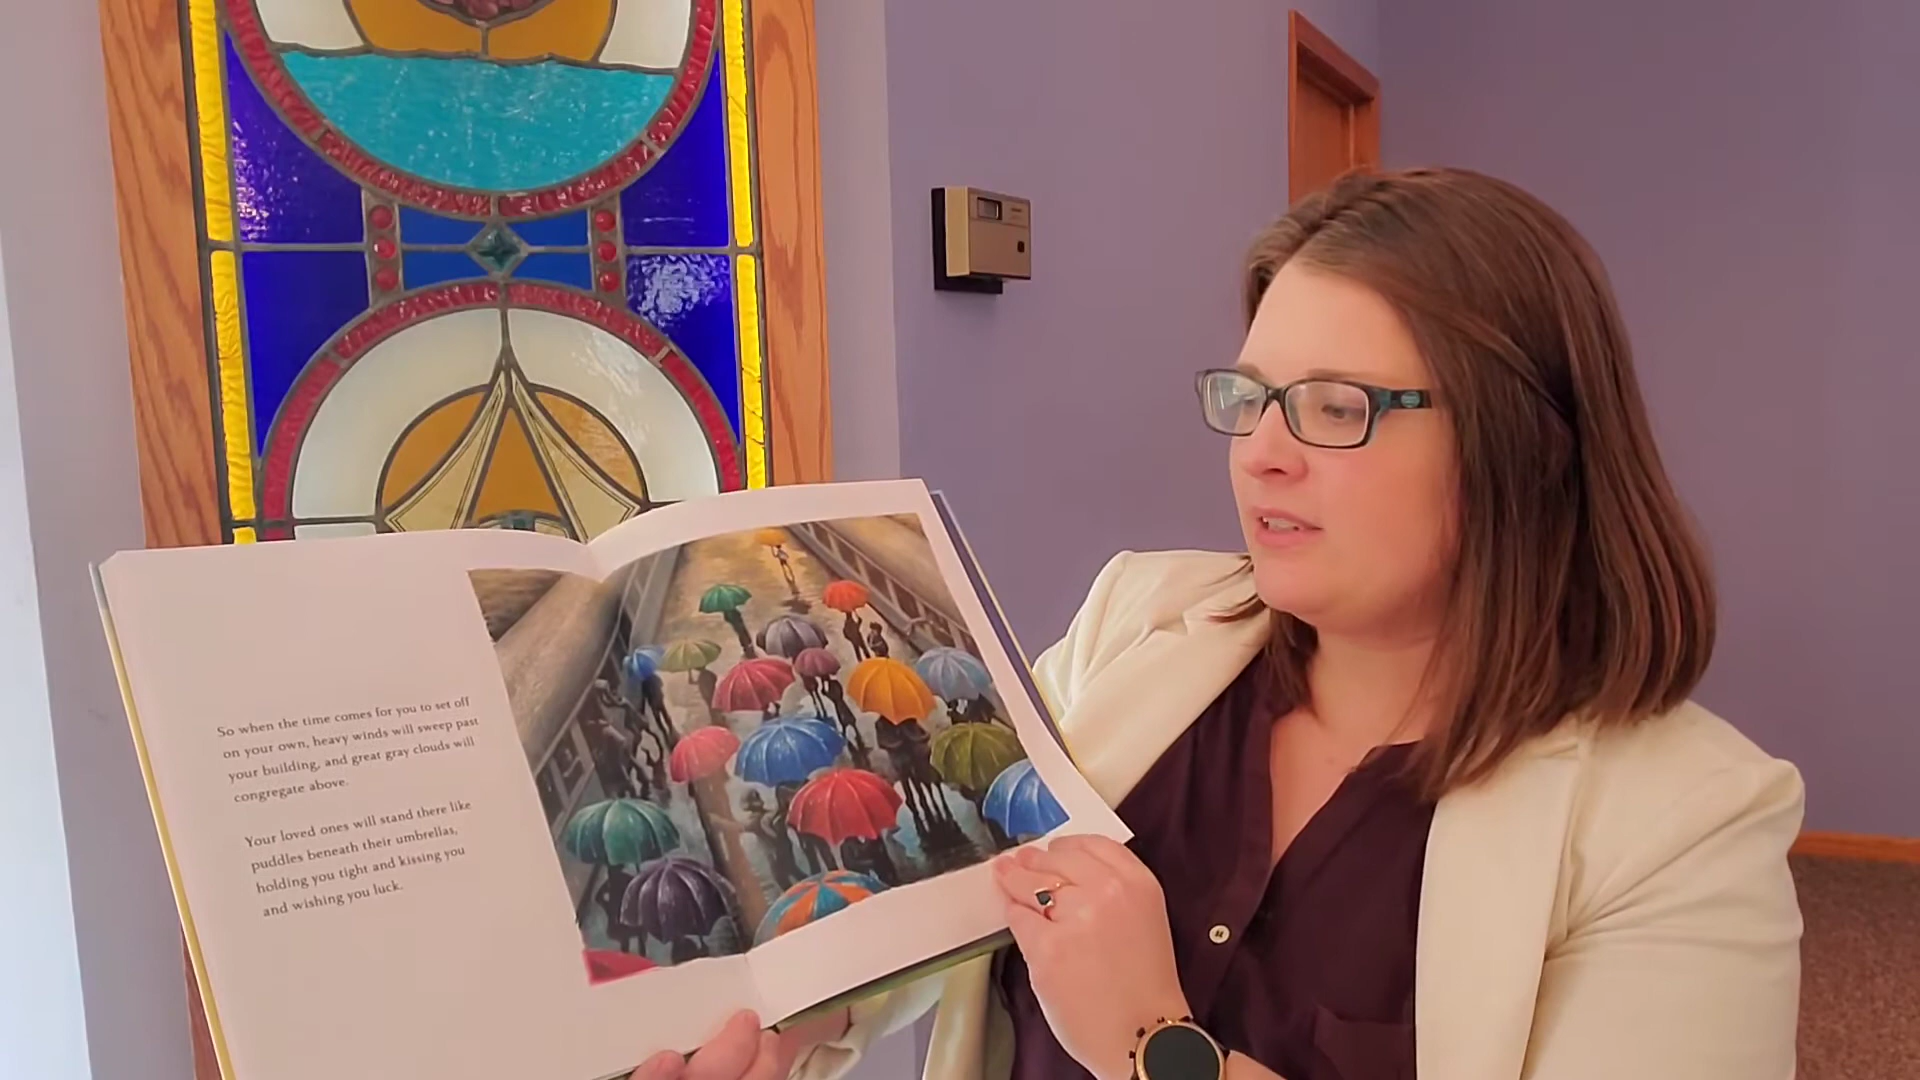 So when the time comes for you to set off
on your own, heavy winds will sweep past
your building, and great gray clouds will
congregate above.
Your loved ones will stand there like
puddles beneath their umbrellas,
holding you tight and kissing you
and wishing you luck.